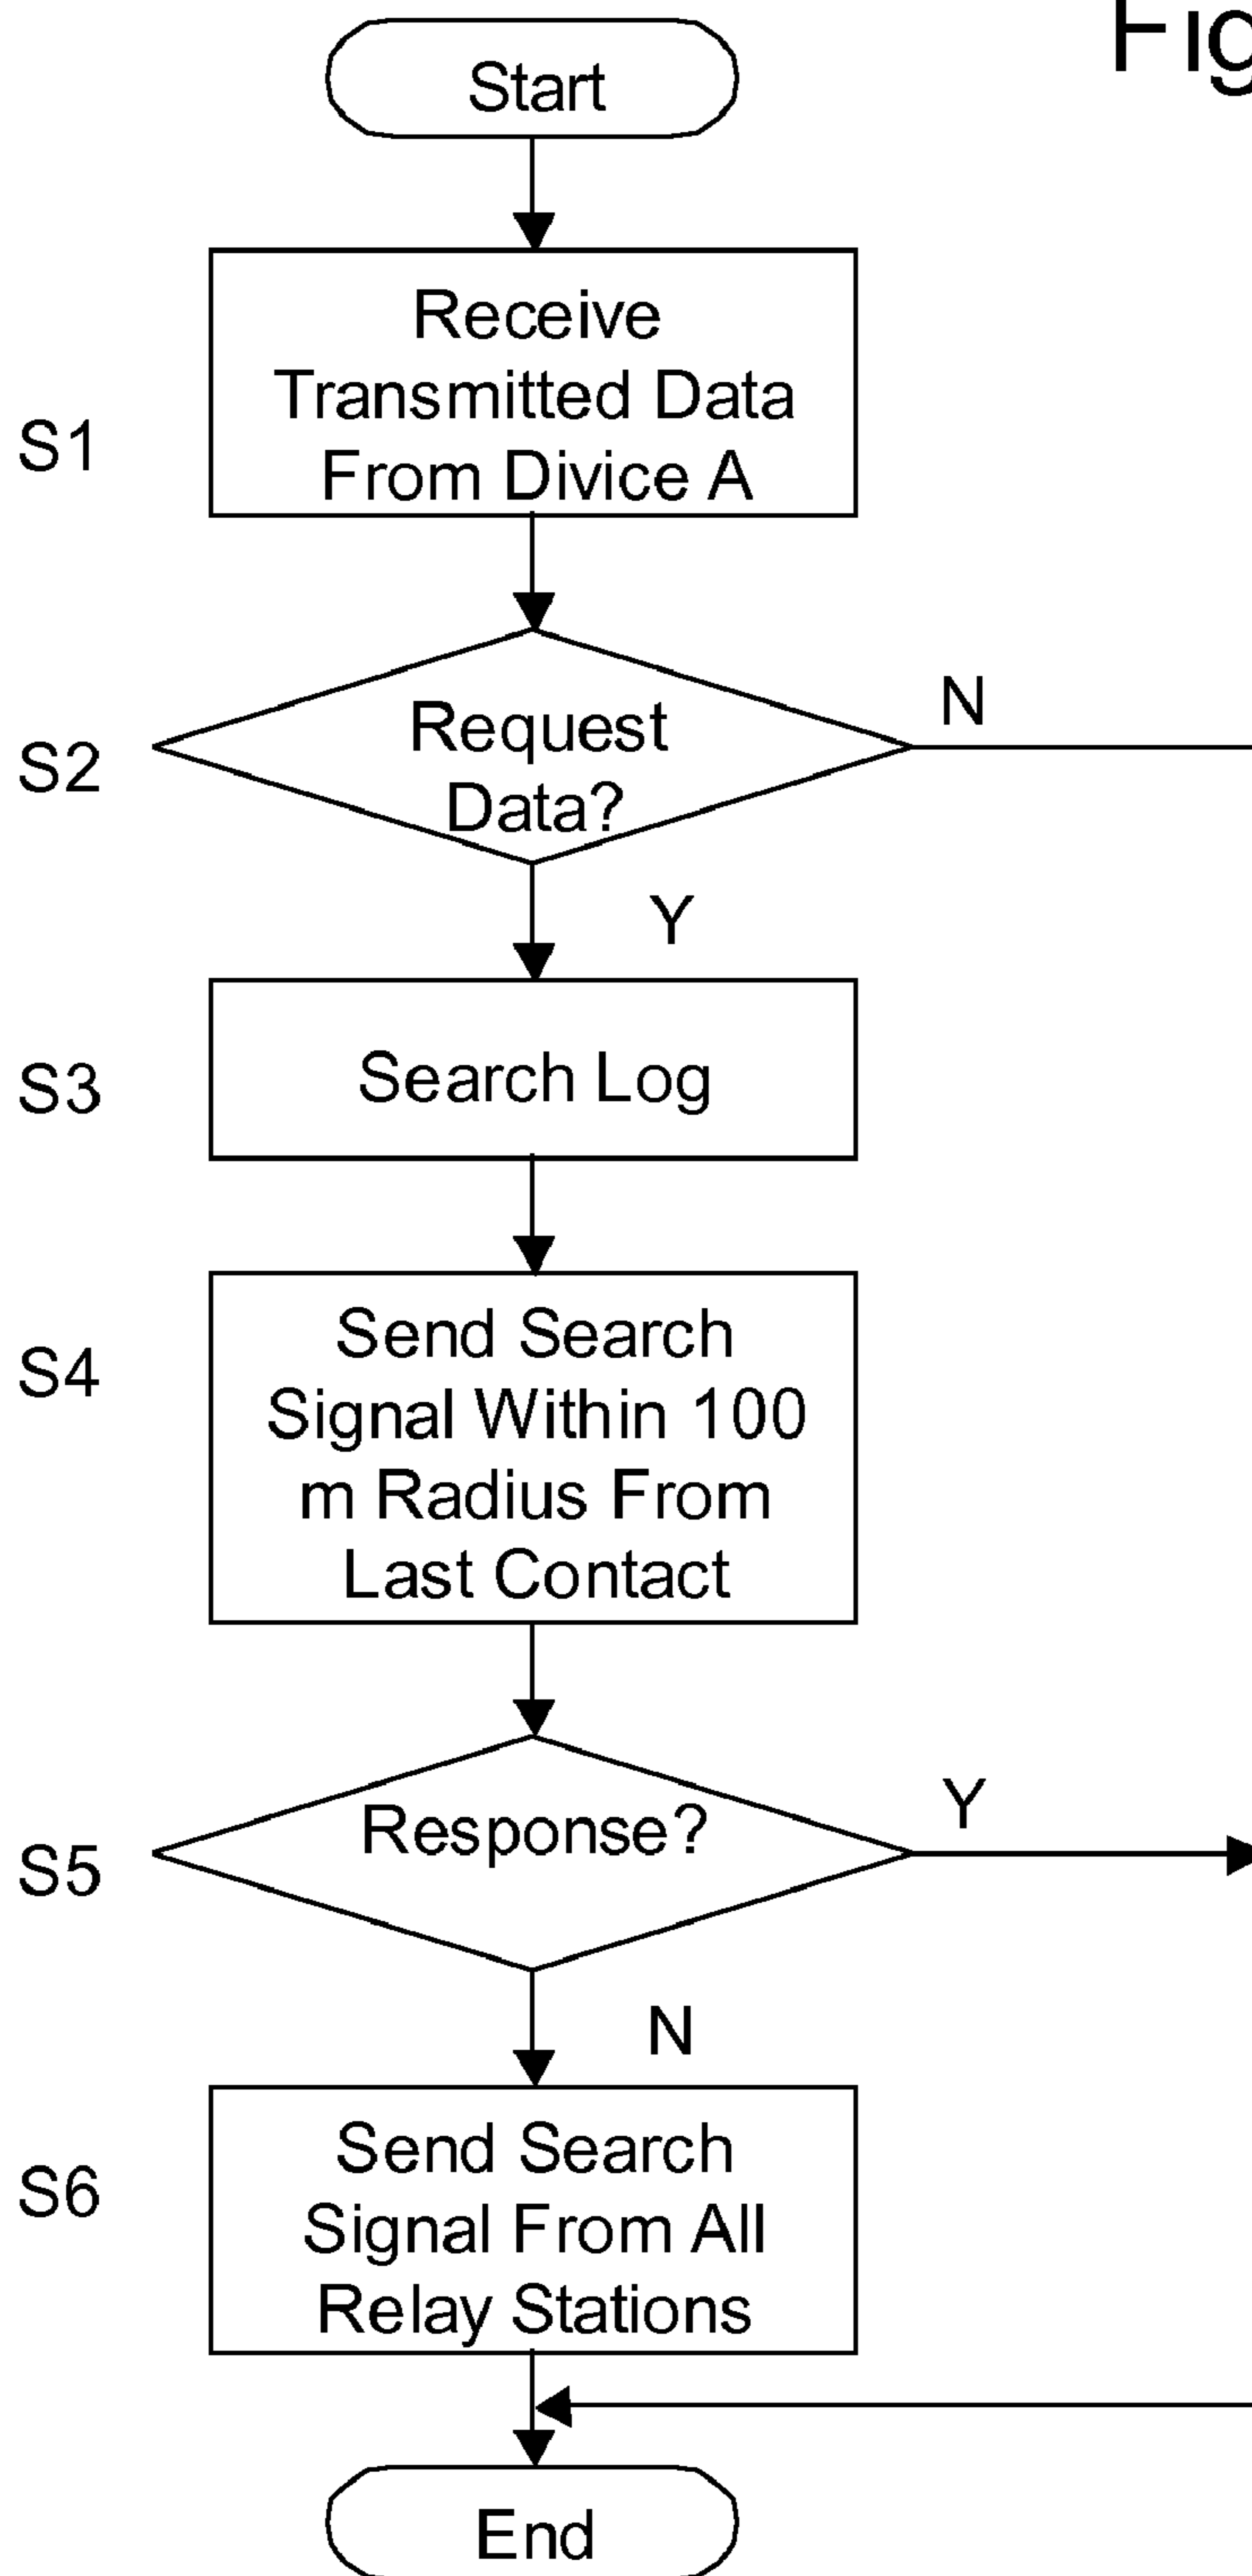 Fig
Start
S1
Receive
Transmitted Data
From Divice A
S2
Request
Data?
N
Y
S3
Search Log
S4
Send Search
Signal Within 100
m Radius From
Last Contact
S5
Response?
Y
N
S6
Send Search
Signal From All
Relay Stations
End